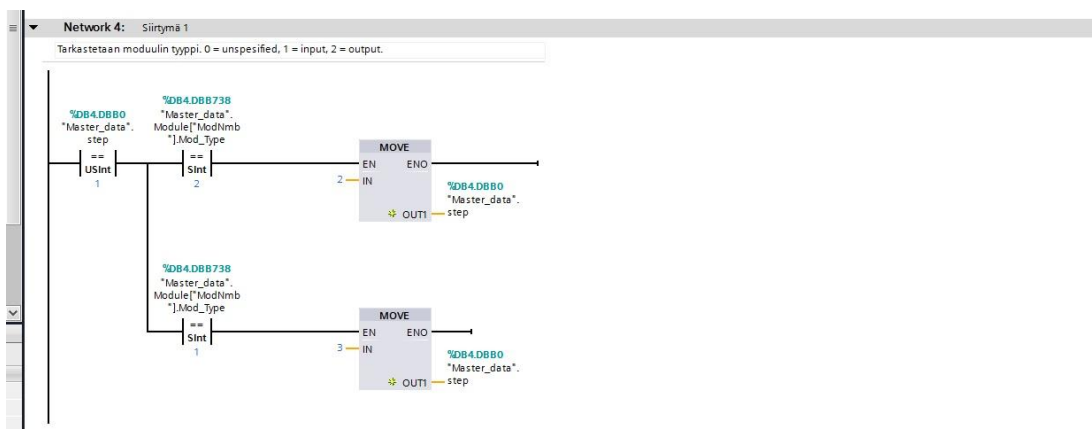 Network 4: Siirtymä 1
Tarkastetaan moduulin tyyppi. 0 = unspesified, 1 = input, 2 = output.
%DB4.DBB0
"Master_data".
step
==
USInt
1
%DB4.DBB738
"Master_data".
Module["ModNmb
"].Mod_Type
==
SInt
2
MOVE
EN ENO
2 IN
OUT1
%DB4.DBB0
"Master_data".
step
%DB4.DBB738
"Master_data".
Module["ModNmb
"].Mod_Type
==
SInt
1
MOVE
EN ENO
3 IN
OUT1
%DB4.DBB0
"Master_data".
step